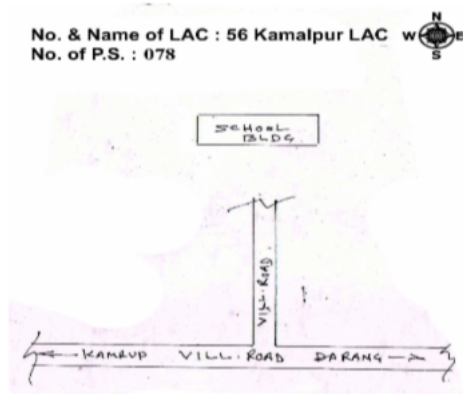 No. & Name of LAC : 56 Kamalpur LAC
No. of P.S. : 078
N
W E
S
SCHOOL
BLDG.
VILL. ROAD
KAMRUP VILL. ROAD DARANG